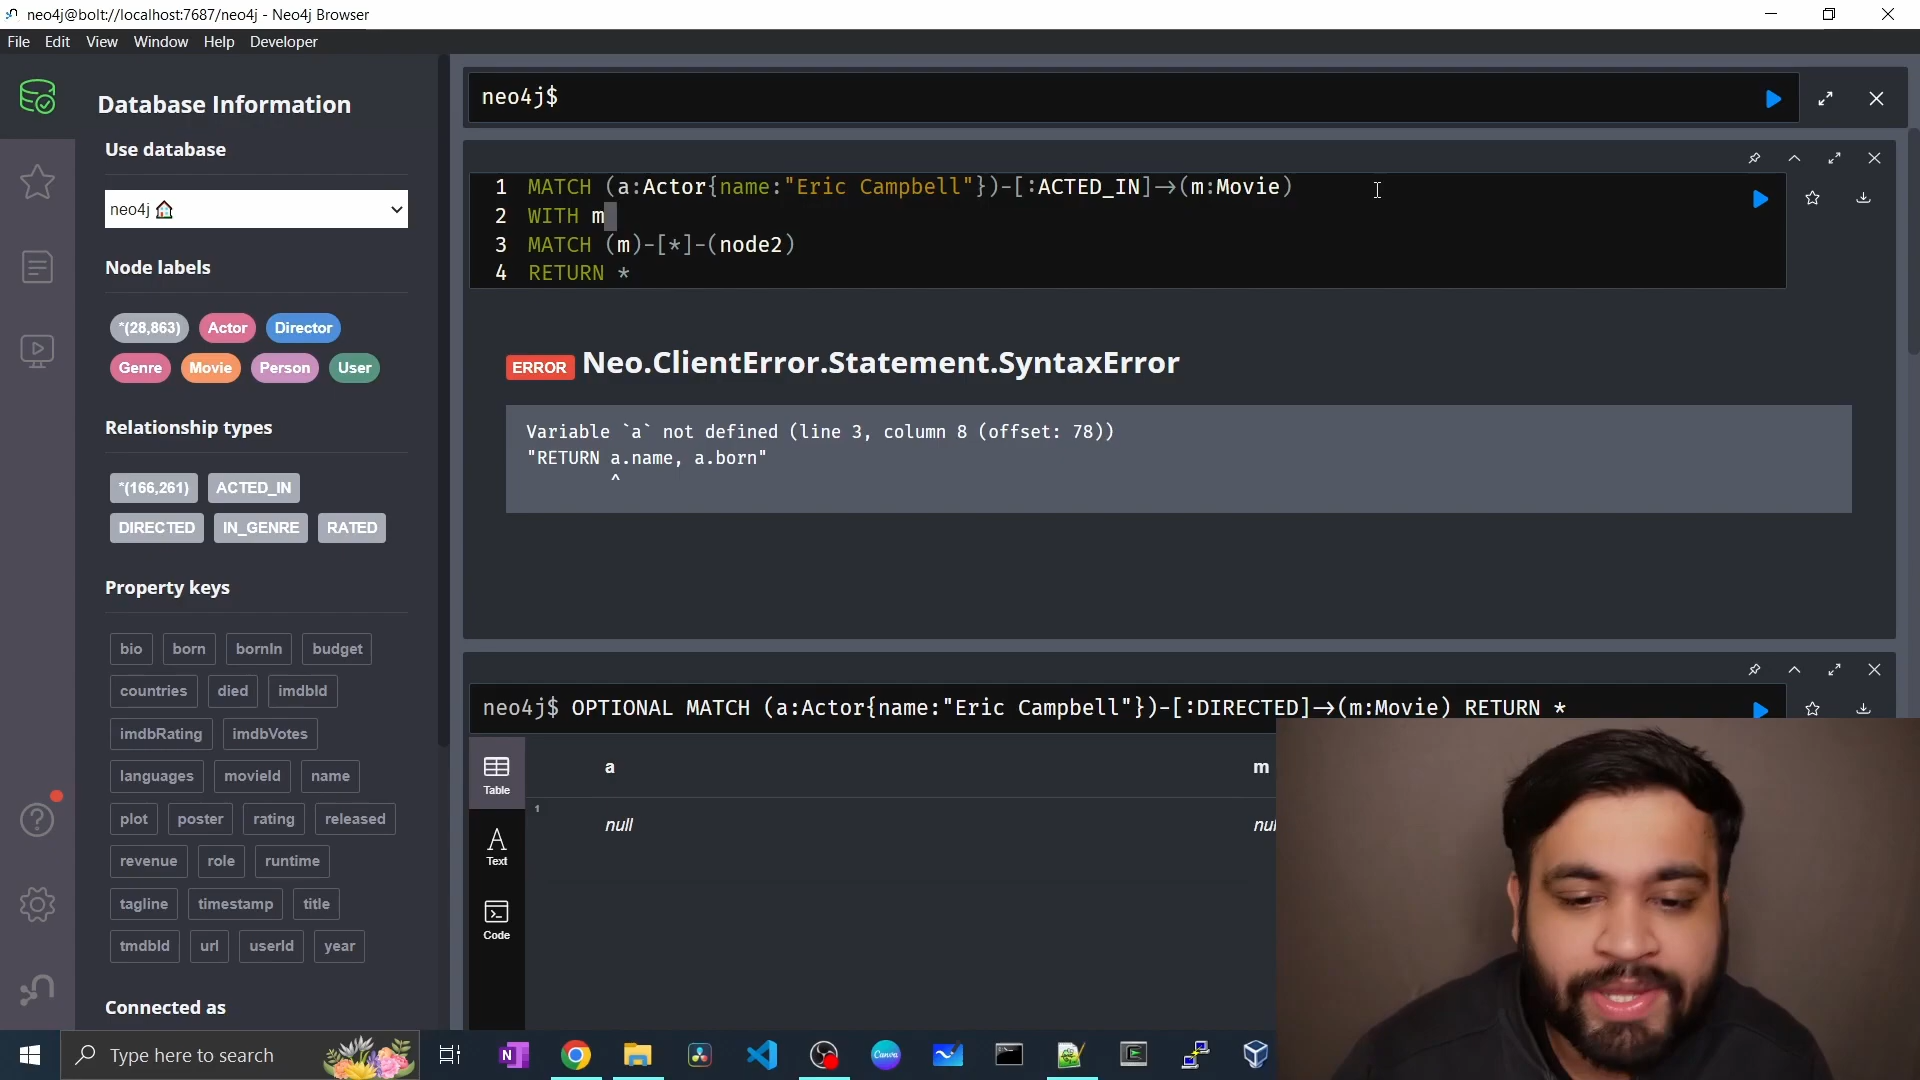 neo4j@bolt://localhost:7687/neo4j - Neo4j Browser
File Edit View Window Help Developer
Database Information
Use database
neo4j
Node labels
*(28,863) Actor Director
Genre Movie Person User
Relationship types
*(166,261) ACTED_IN
DIRECTED IN_GENRE RATED
Property keys
bio born bornIn budget
countries died imdbId
imdbRating imdbVotes
languages movieId name
plot poster rating released
revenue role runtime
tagline timestamp title
tmdbId url userId year
Connected as
neo4j$
1 MATCH (a:Actor{name:"Eric Campbell"})-[:ACTED_IN]->(m:Movie)
2 WITH m
3 MATCH (m)-[*]-(node2)
4 RETURN *
ERROR Neo.ClientError.Statement.SyntaxError
Variable `a` not defined (line 3, column 8 (offset: 78))
"RETURN a.name, a.born"
^
neo4j$ OPTIONAL MATCH (a:Actor{name:"Eric Campbell"})-[:DIRECTED]->(m:Movie) RETURN *
Table
a m
1
null nul
A
Text
Code
Type here to search
N
Canva